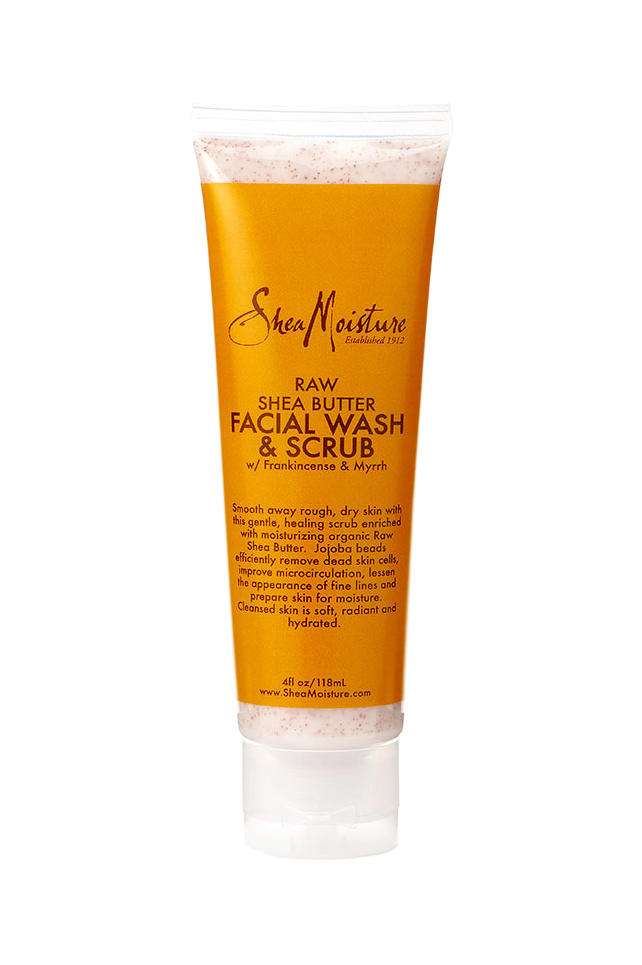 Shea Moisture
Established 1912
RAW
SHEA BUTTER
FACIAL WASH
& SCRUB
w/ Frankincense & Myrrh
Smooth away rough, dry skin with
this gentle, healing scrub enriched
with moisturizing organic Raw
Shea Butter. Jojoba beads
efficiently remove dead skin cells,
improve microcirculation, lessen
the appearance of fine lines and
prepare skin for moisture.
Cleansed skin is soft, radiant and
hydrated.
4fl oz/118mL
www.SheaMoisture.com